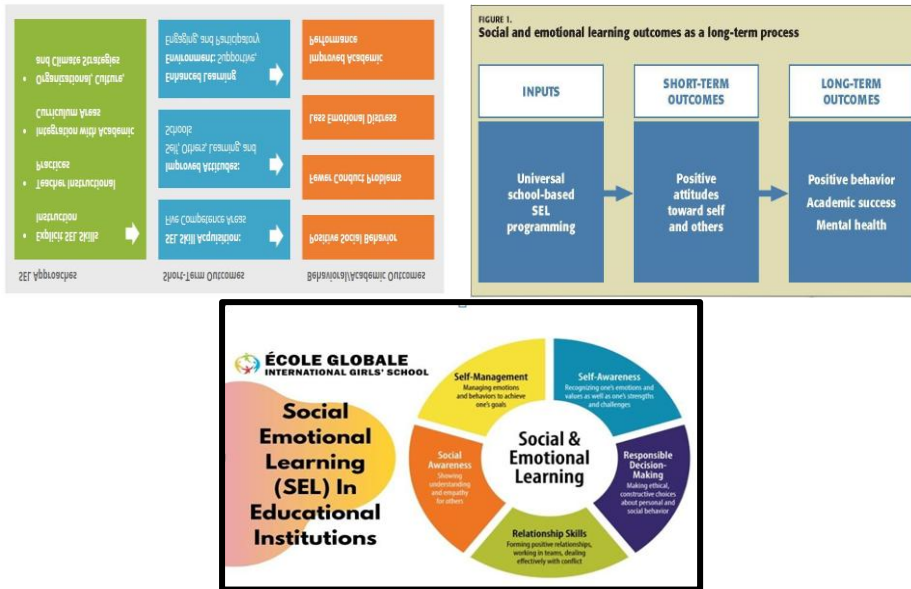 SEL Approaches
• Explicit SEL Skills
Instruction
• Teacher Instructional
Practices
• Integration with Academic
Curriculum Areas
• Organizational, Culture,
and Climate Strategies
Short-Term Outcomes
SEL Skill Acquisition:
Five Competence Areas
Improved Attitudes:
Self, Others, Learning, and
Schools
Enhanced Learning
Environment: Supportive,
Engaging, and Participatory
Behavioral/Academic Outcomes
Positive Social Behavior
Fewer Conduct Problems
Less Emotional Distress
Improved Academic
Performance
FIGURE 1.
Social and emotional learning outcomes as a long-term process
INPUTS
Universal
school-based
SEL
programming
SHORT-TERM
OUTCOMES
Positive
attitudes
toward self
and others
LONG-TERM
OUTCOMES
Positive behavior
Academic success
Mental health
ÉCOLE GLOBALE
INTERNATIONAL GIRLS' SCHOOL
Social
Emotional
Learning
(SEL) In
Educational
Institutions
Social &
Emotional
Learning
Self-Management
Managing emotions
and behaviors to achieve
one's goals
Self-Awareness
Recognizing one's emotions and
values as well as one's strengths
and challenges
Social
Awareness
Showing
understanding
and empathy
for others
Responsible
Decision-
Making
Making ethical,
constructive choices
about personal and
social behavior
Relationship Skills
Forming positive relationships,
working in teams, dealing
effectively with conflict